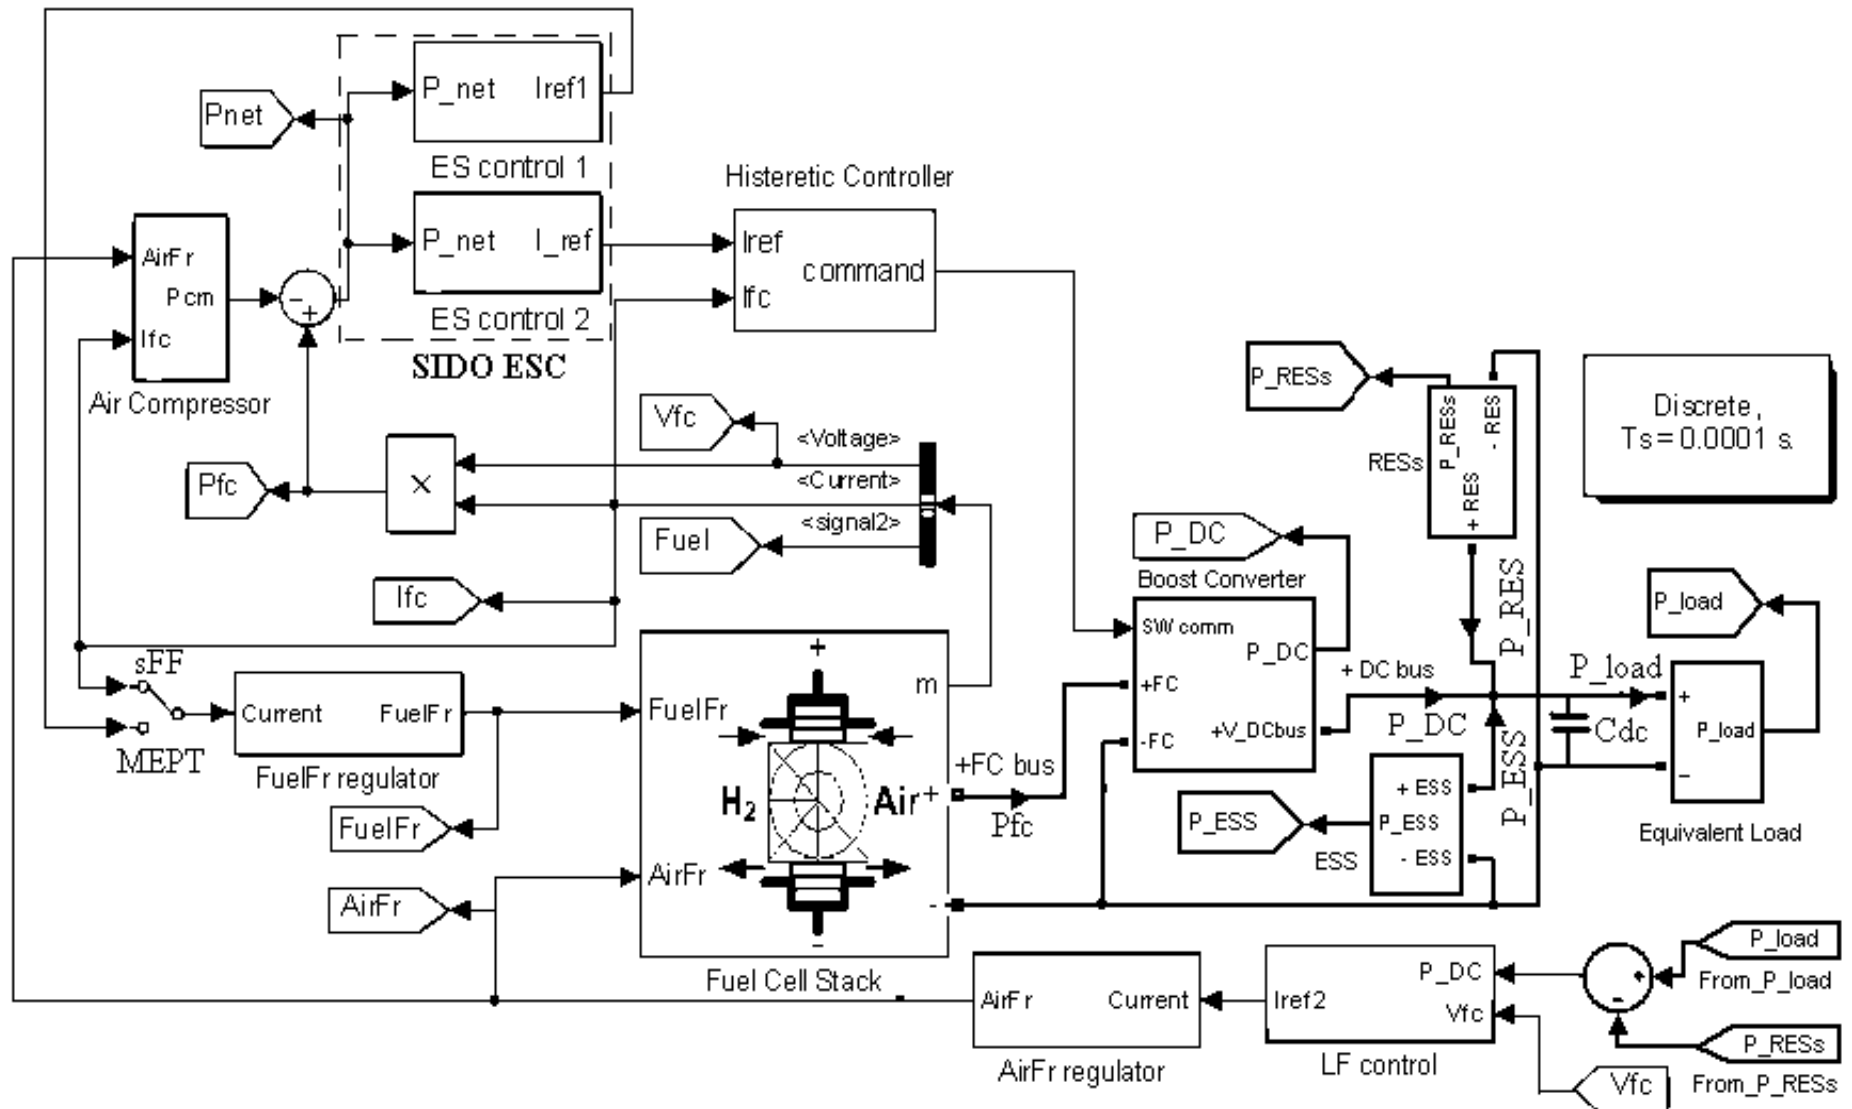 P_net Iref1
Pnet
ES control 1
Histeretic Controller
P_net I_ref
AirFr
Pcm
Ifc
Air Compressor
-
+
ES control 2
SIDO ESC
Iref
command
Ifc
P_RESs
P_RESs
- RES
+ RES
RESs
Discrete,
Ts=0.0001 s.
Vfc
<Voltage>
Pfc
×
<Current>
<signal2>
Fuel
P_DC
Boost Converter
P_RES
Ifc
P_load
SW comm
P_DC
+FC
+V_DCbus
-FC
+ DC bus
P_DC
P_load
sFF
MEPT
Current FuelFr
FuelFr regulator
FuelFr
+
m
FuelFr
H2
Air
+
AirFr
-
-
Fuel Cell Stack
+FC bus
Pfc
Cdc
+
P_load
-
Equivalent Load
P_ESS
+ ESS
P_ESS
- ESS
ESS
P_ESS
FuelFr
AirFr
AirFr Current
AirFr regulator
P_DC
Iref2
Vfc
LF control
+
-
P_load
From_P_load
P_RESs
From_P_RESs
Vfc